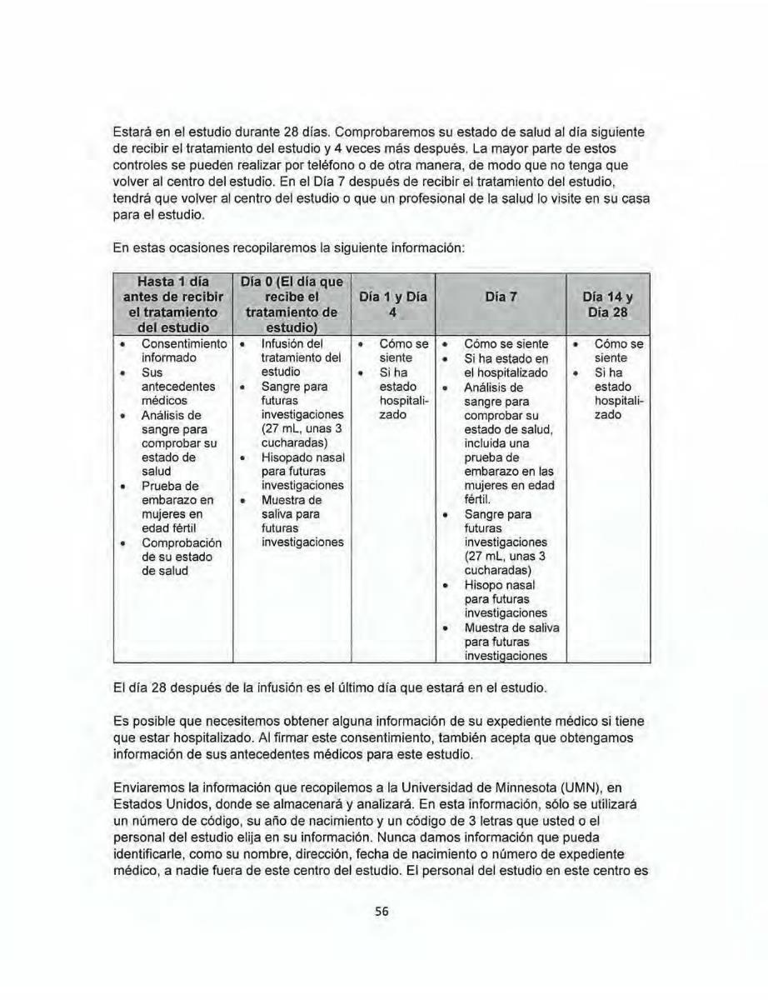 Estará en el estudio durante 28 días. Comprobaremos su estado de salud al día siguiente
de recibir el tratamiento del estudio y 4 veces más después. La mayor parte de estos
controles se pueden realizar por teléfono o de otra manera, de modo que no tenga que
volver al centro del estudio. En el Día 7 después de recibir el tratamiento del estudio,
tendrá que volver al centro del estudio o que un profesional de la salud lo visite en su casa
para el estudio.
En estas ocasiones recopilaremos la siguiente información:
Hasta 1 día
antes de recibir
el tratamiento
del estudio
Día 0 (El día que
recibe el
tratamiento de
estudio)
Día 1 y Día
4
Día 7
Día 14 y
Día 28
• Consentimiento
informado
• Sus
antecedentes
médicos
• Análisis de
sangre para
comprobar su
estado de
salud
• Prueba de
embarazo en
mujeres en
edad fértil
• Comprobación
de su estado
de salud
• Infusión del
tratamiento del
estudio
• Sangre para
futuras
investigaciones
(27 mL, unas 3
cucharadas)
• Hisopado nasal
para futuras
investigaciones
• Muestra de
saliva para
futuras
investigaciones
• Cómo se
siente
• Si ha
estado
hospitali-
zado
• Cómo se siente
• Si ha estado en
el hospitalizado
• Análisis de
sangre para
comprobar su
estado de salud,
incluida una
prueba de
embarazo en las
mujeres en edad
fértil.
• Sangre para
futuras
investigaciones
(27 mL, unas 3
cucharadas)
• Hisopo nasal
para futuras
investigaciones
• Muestra de saliva
para futuras
investigaciones
• Cómo se
siente
• Si ha
estado
hospitali-
zado
El día 28 después de la infusión es el último día que estará en el estudio.
Es posible que necesitemos obtener alguna información de su expediente médico si tiene
que estar hospitalizado. Al firmar este consentimiento, también acepta que obtengamos
información de sus antecedentes médicos para este estudio.
Enviaremos la información que recopilemos a la Universidad de Minnesota (UMN), en
Estados Unidos, donde se almacenará y analizará. En esta información, sólo se utilizará
un número de código, su año de nacimiento y un código de 3 letras que usted o el
personal del estudio elija en su información. Nunca damos información que pueda
identificarle, como su nombre, dirección, fecha de nacimiento o número de expediente
médico, a nadie fuera de este centro del estudio. El personal del estudio en este centro es
56